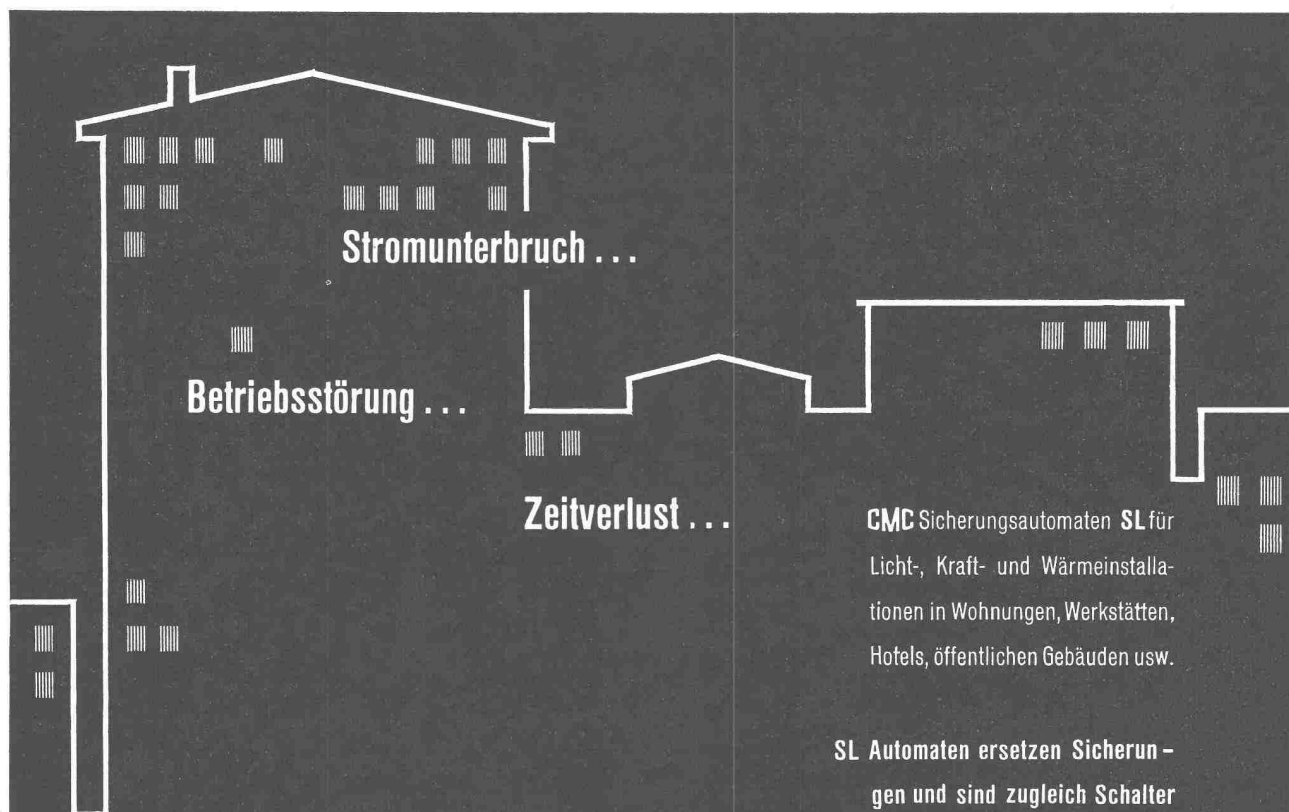 Stromunterbruch ...
Betriebsstörung ...
Zeitverlust ...
CMC Sicherungsautomaten SL für
Licht-, Kraft- und Wärmeinstalla-
tionen in Wohnungen, Werkstätten,
Hotels, öffentlichen Gebäuden usw.
SL Automaten ersetzen Sicherun-
gen und sind zugleich Schalter